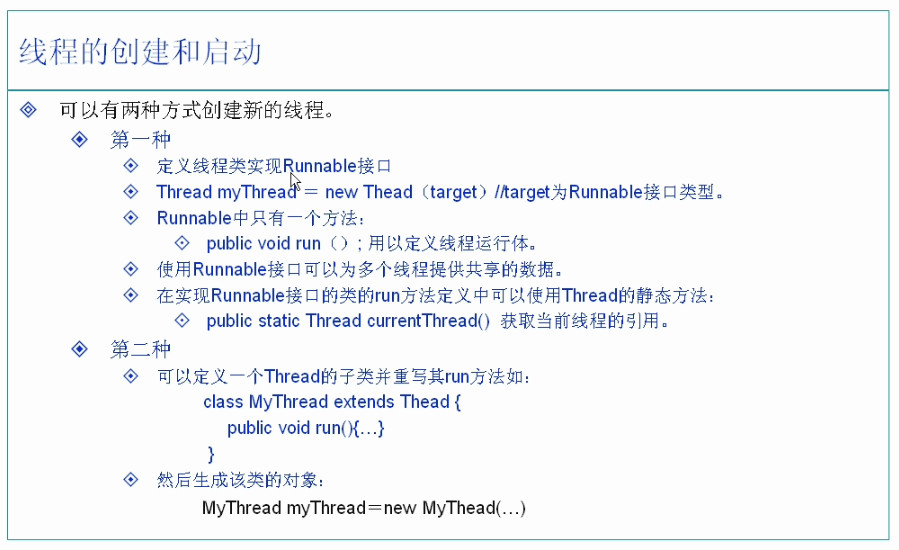 线程的创建和启动
可以有两种方式创建新的线程。
第一种
定义线程类实现Runnable接口
Thread myThread = new Thead（target）//target为Runnable接口类型。
Runnable中只有一个方法：
public void run（）; 用以定义线程运行体。
使用Runnable接口可以为多个线程提供共享的数据。
在实现Runnable接口的类的run方法定义中可以使用Thread的静态方法：
public static Thread currentThread() 获取当前线程的引用。
第二种
可以定义一个Thread的子类并重写其run方法如：
class MyThread extends Thead {
public void run(){…}
}
然后生成该类的对象：
MyThread myThread＝new MyThead(…)